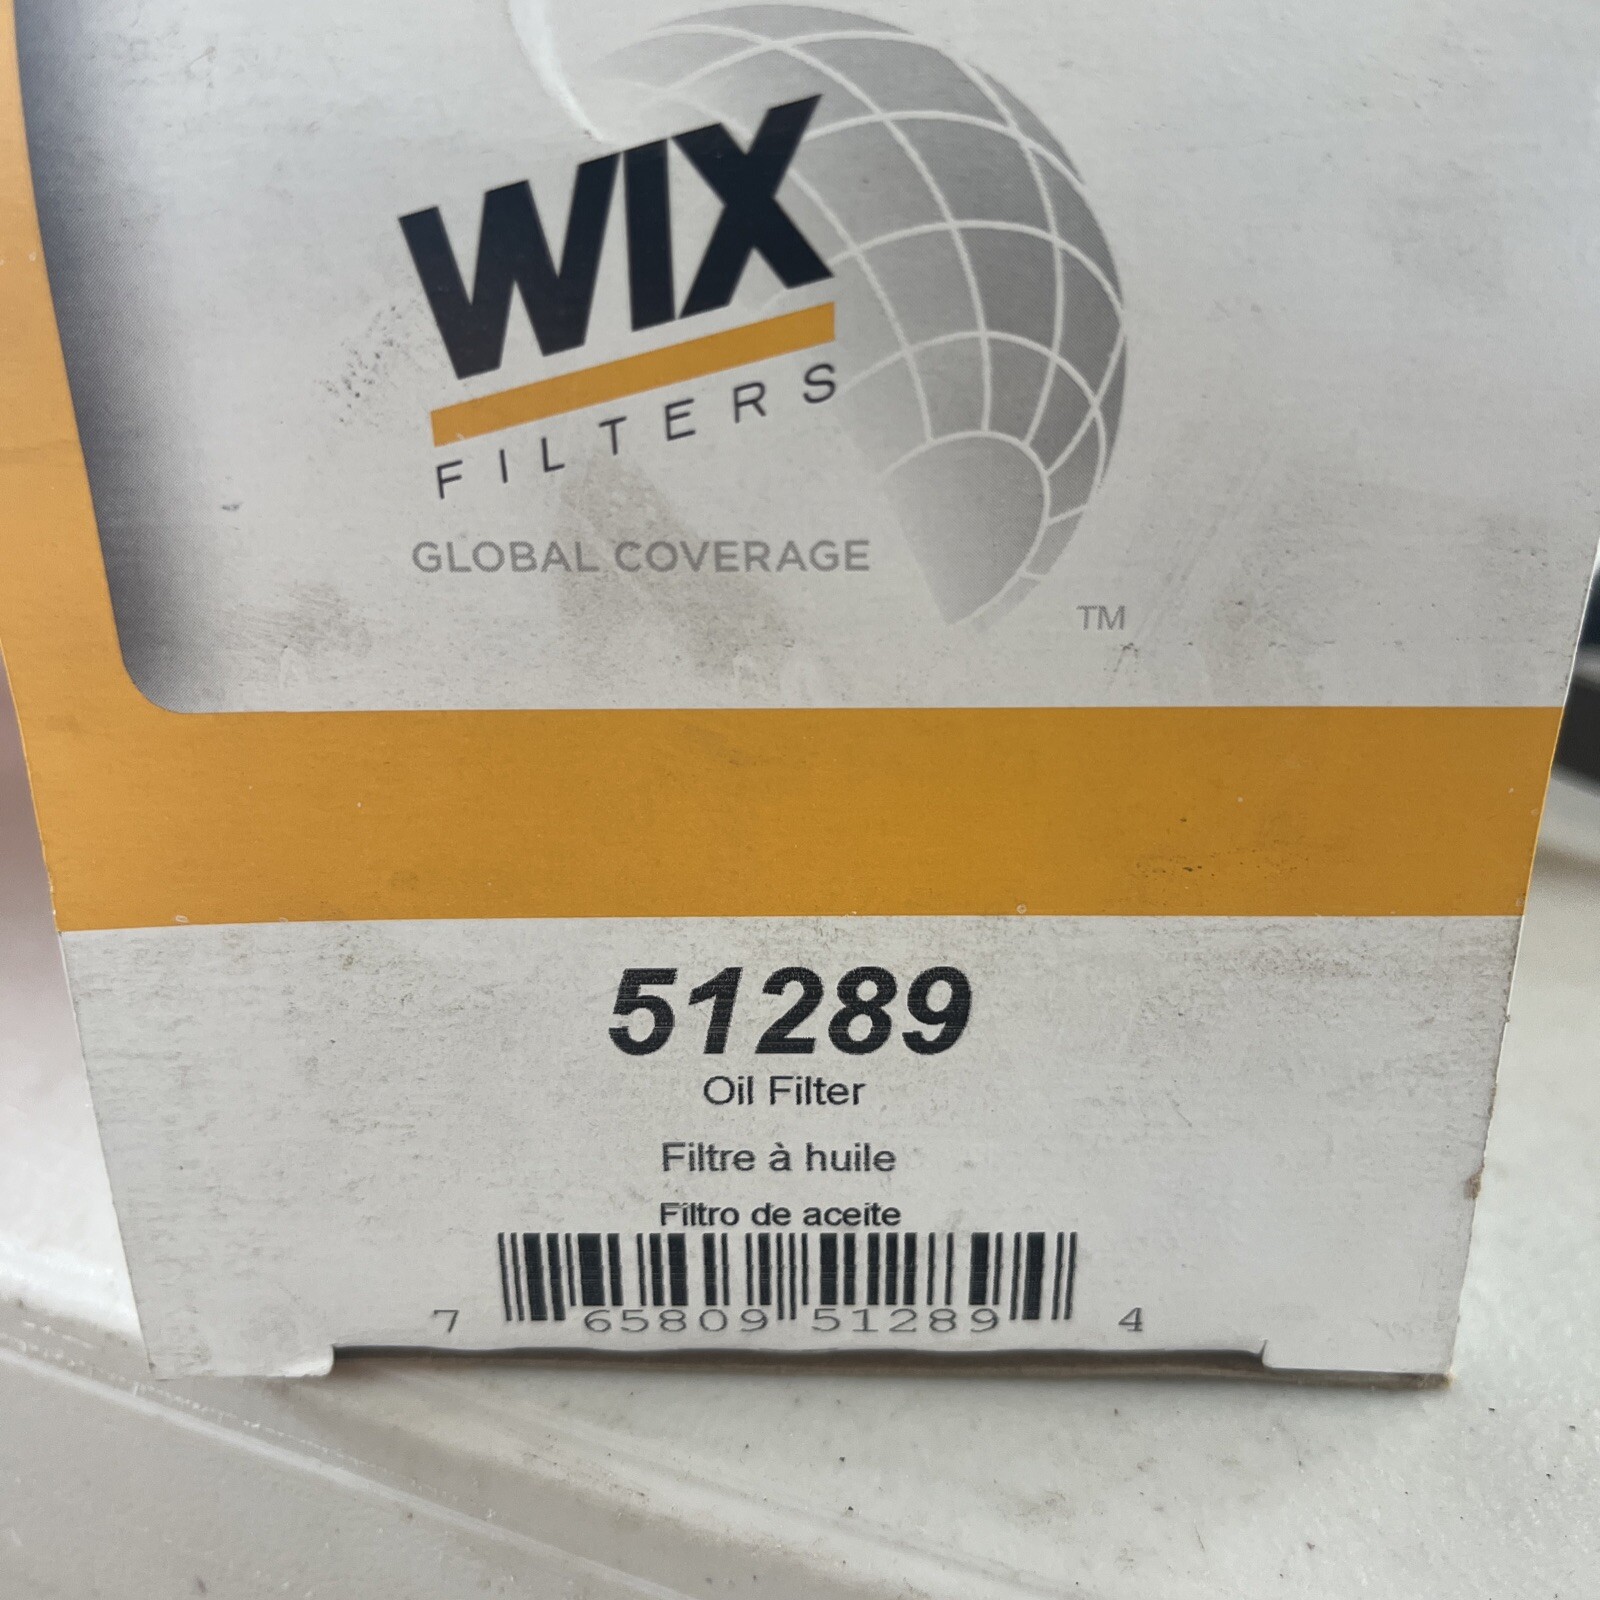 WIX
FILTERS
GLOBAL COVERAGE
TM
51289
Oil Filter
Filtre à huile
Filtro de aceite
7 65809 51289 4